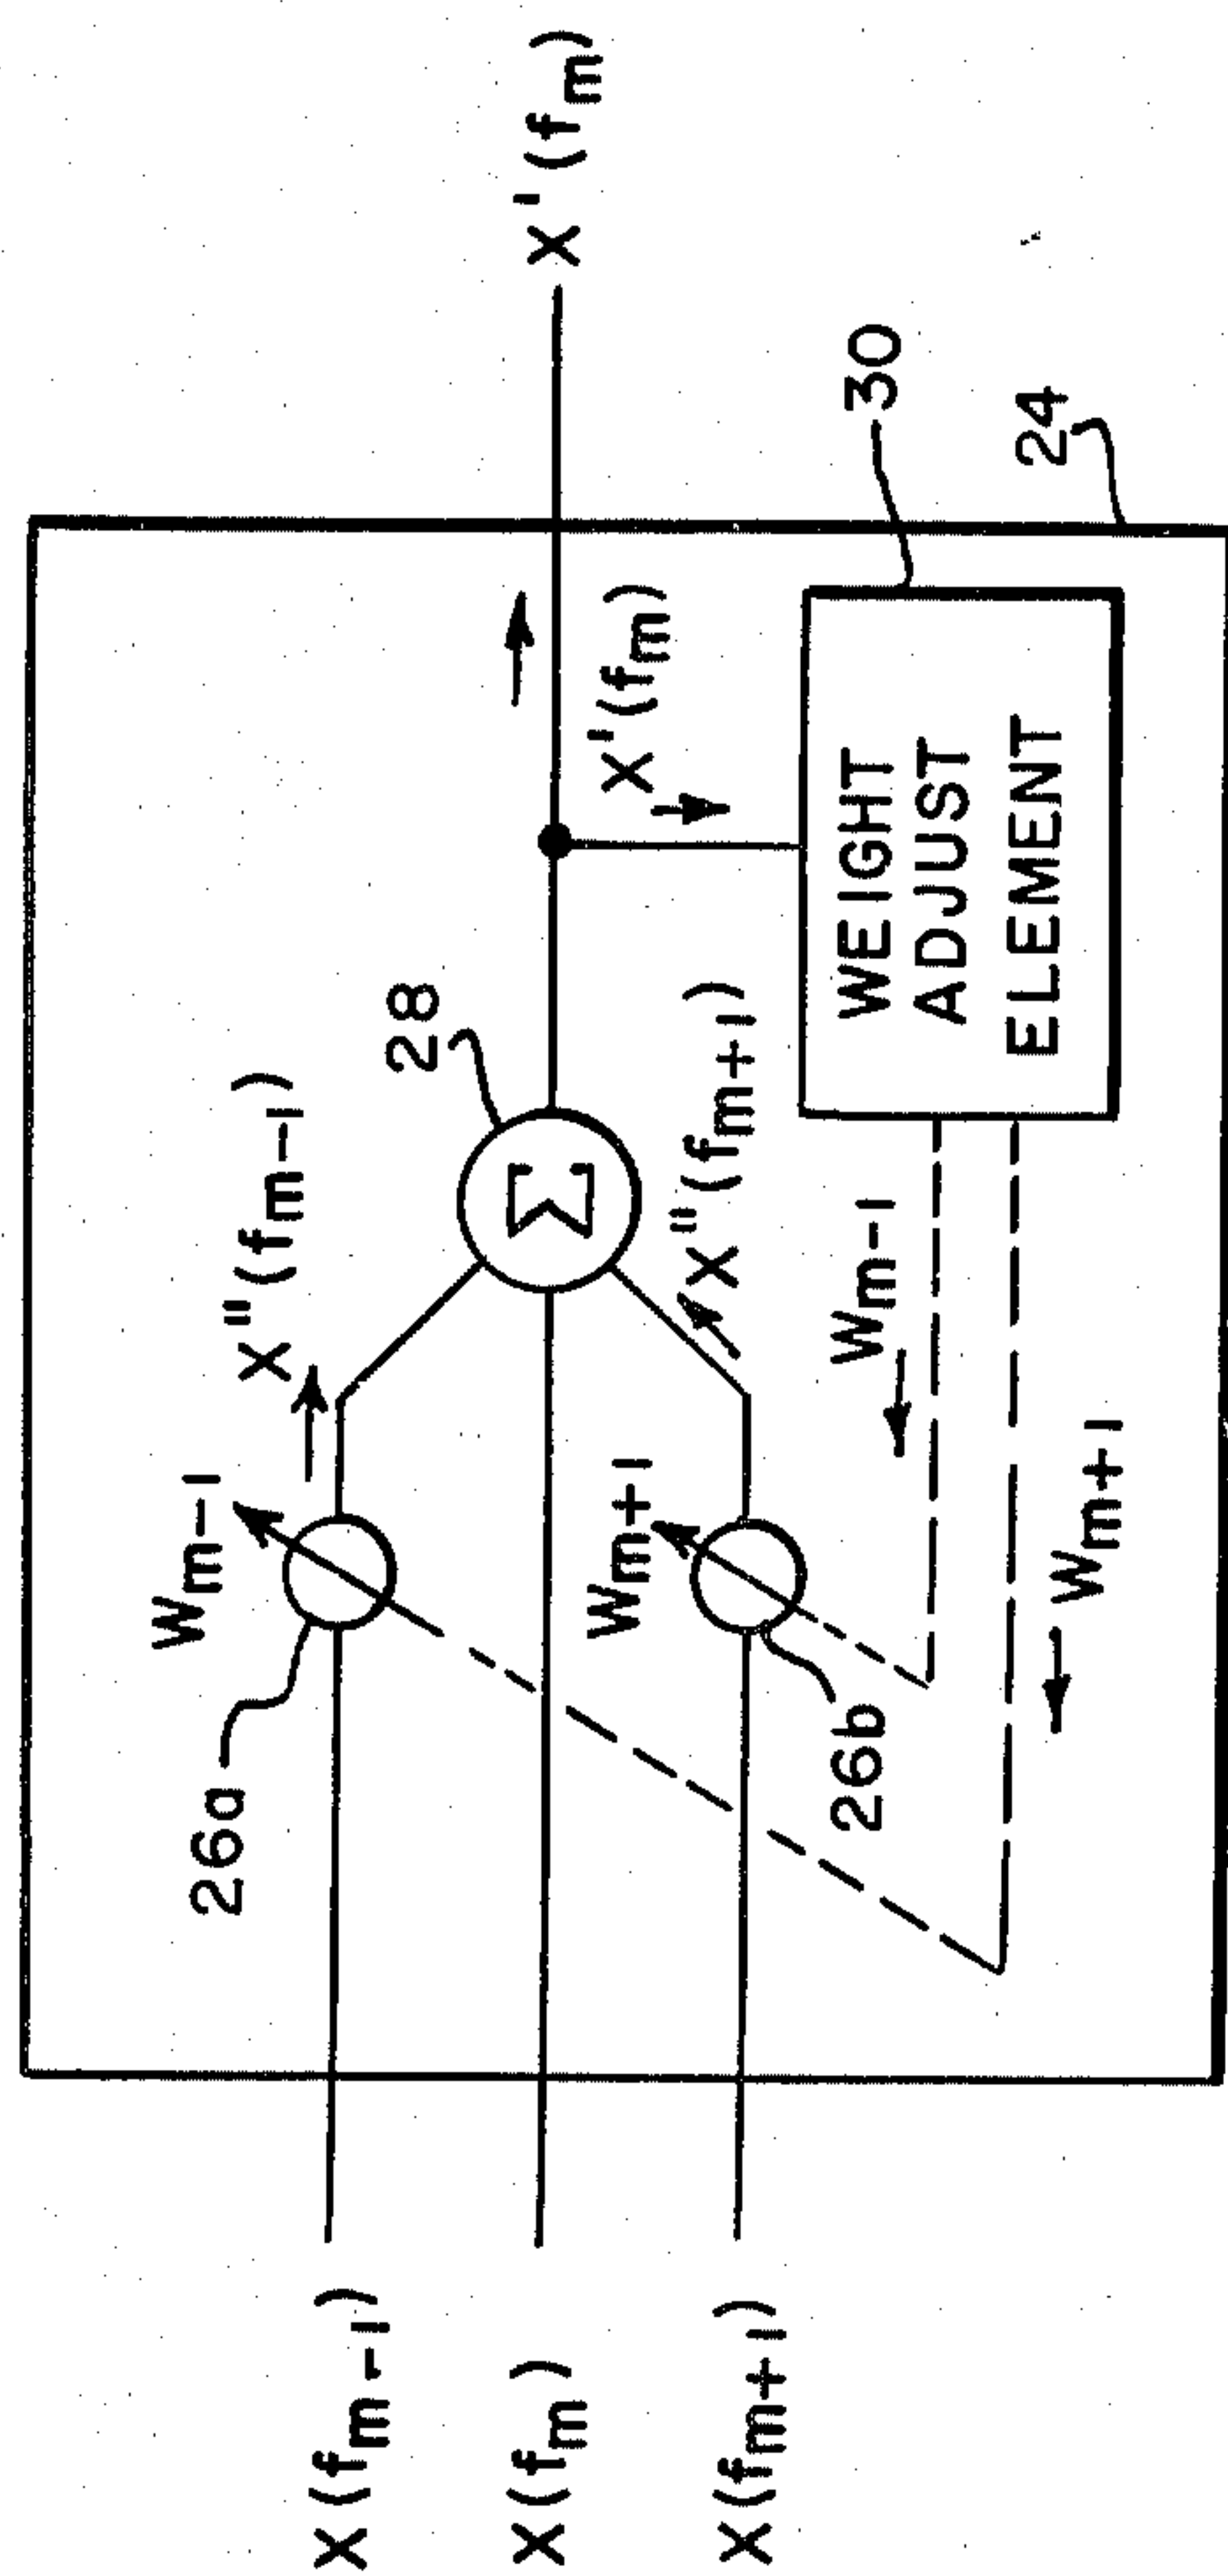 X(fm-1)
X(fm)
X(fm+1)
26a
Wm-1
X"(fm-1)
28
Σ
Wm+1
26b
X"(fm+1)
X'(fm)
X'(fm)
Wm-1
Wm+1
WEIGHT
ADJUST
ELEMENT
30
24